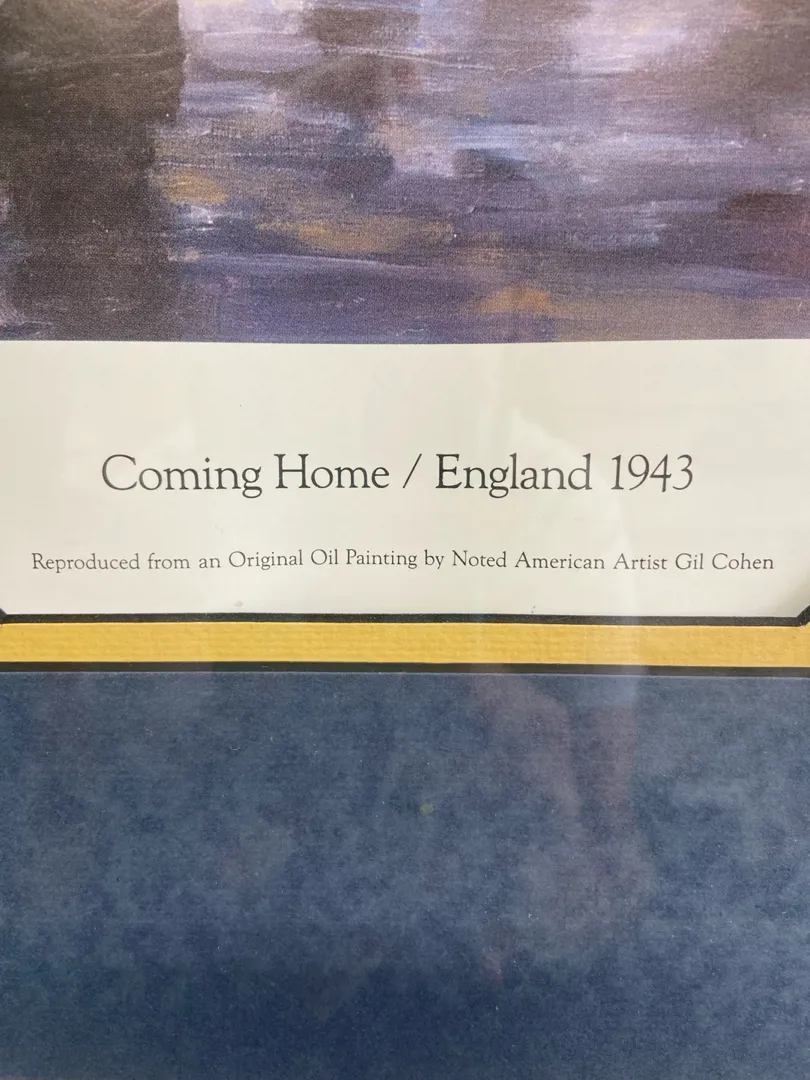 Coming Home / England 1943
Reproduced from an Original Oil Painting by Noted American Artist Gil Cohen